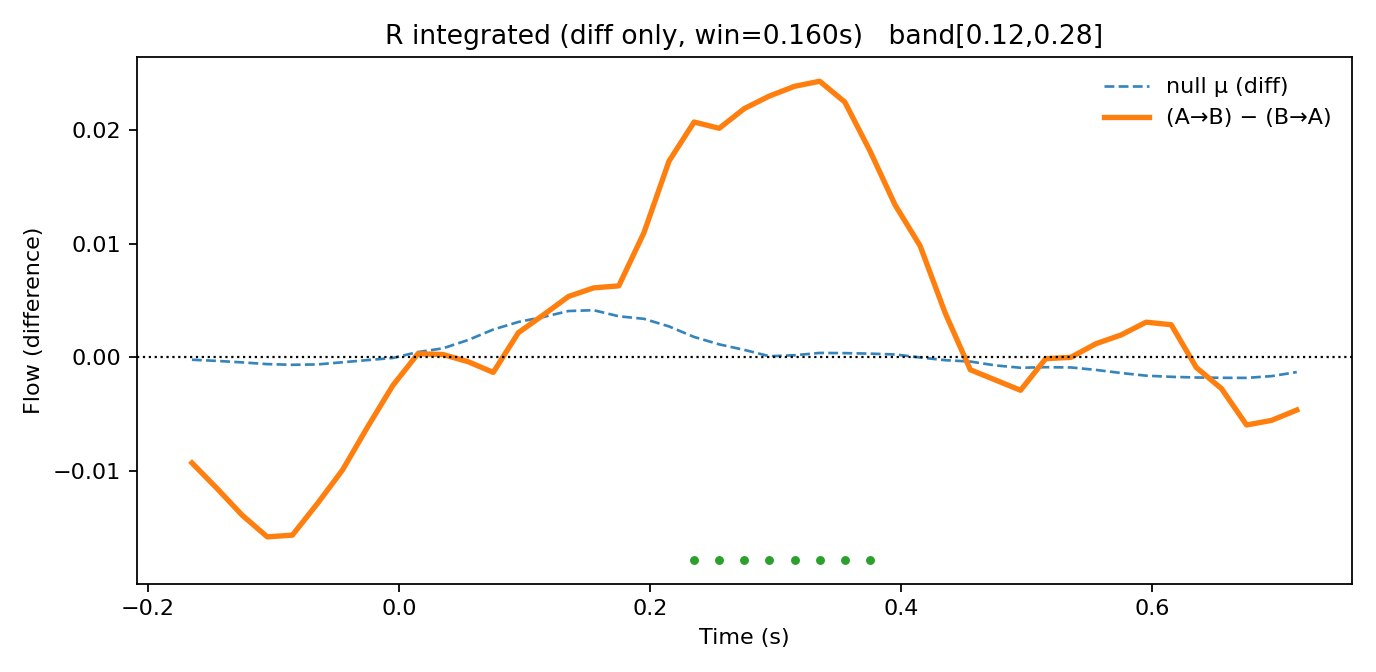 R integrated (diff only, win=0.160s)   band[0.12,0.28]
null μ (diff)
(A→B) − (B→A)
Flow (difference)
0.02
0.01
0.00
−0.01
−0.2
0.0
0.2
0.4
0.6
Time (s)